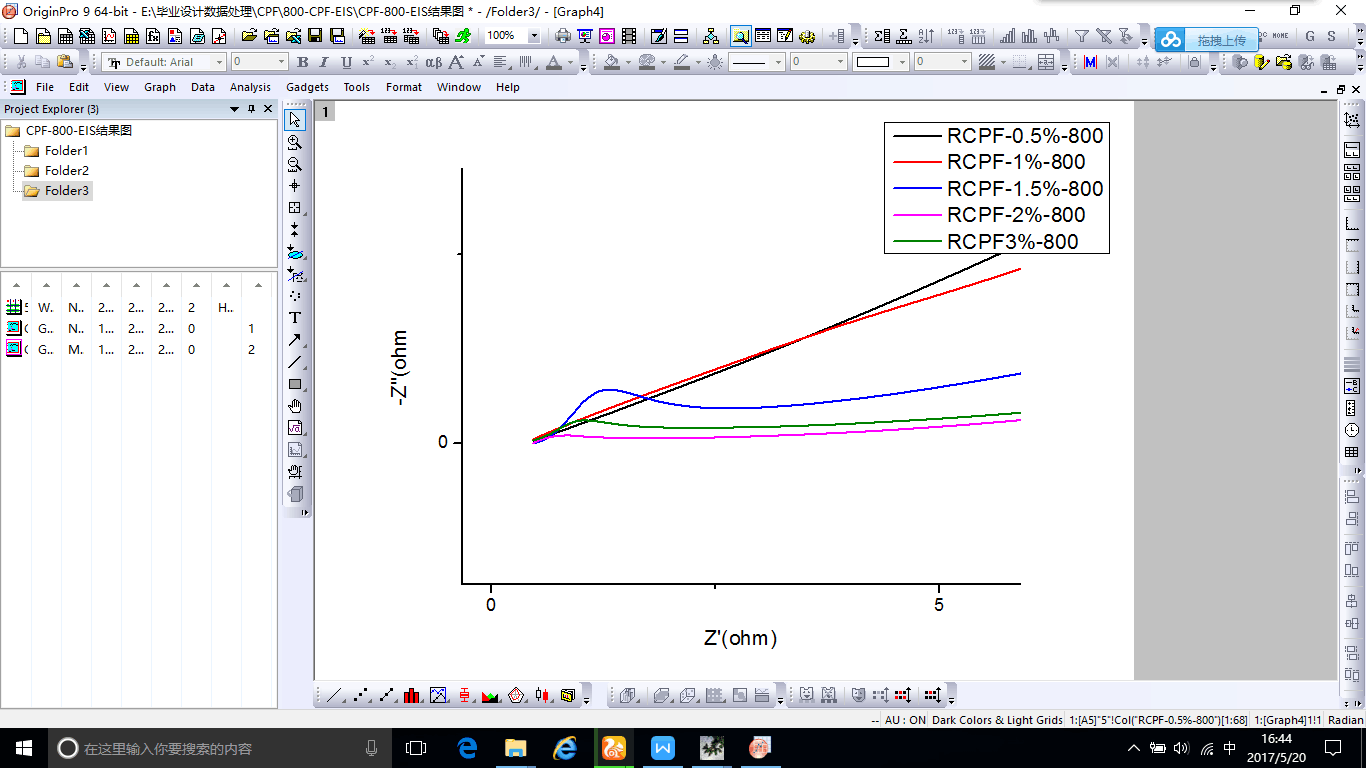 OriginPro 9 64-bit - E:\毕业设计数据处理\CPF\800-CPF-EIS\CPF-800-EIS结果图 * - /Folder3/ - [Graph4]
100%
拖拽上传
G S
Default: Arial 0 B I U x² x₂ αβ A A A 0 0 M
File Edit View Graph Data Analysis Gadgets Tools Format Window Help
Project Explorer (3)
CPF-800-EIS结果图
Folder1
Folder2
Folder3
W. N.. 2... 2... 2... 2 H..
G.. N.. 1... 2... 2... 0 1
G.. M. 1... 2... 2... 0 2
1
RCPF-0.5%-800
RCPF-1%-800
RCPF-1.5%-800
RCPF-2%-800
RCPF3%-800
-Z"(ohm
0
0 5
Z'(ohm)
-- AU : ON Dark Colors & Light Grids 1:[A5]"5"!Col("RCPF-0.5%-800")[1:68] 1:[Graph4]1!1 Radian
在这里输入你要搜索的内容
中
16:44
2017/5/20